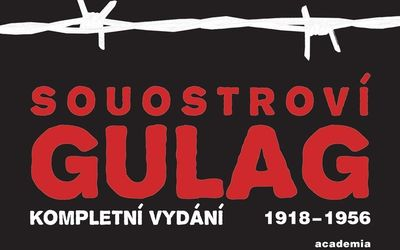 SOUOSTROVÍ
GULAG
KOMPLETNÍ VYDÁNÍ 1918–1956
academia